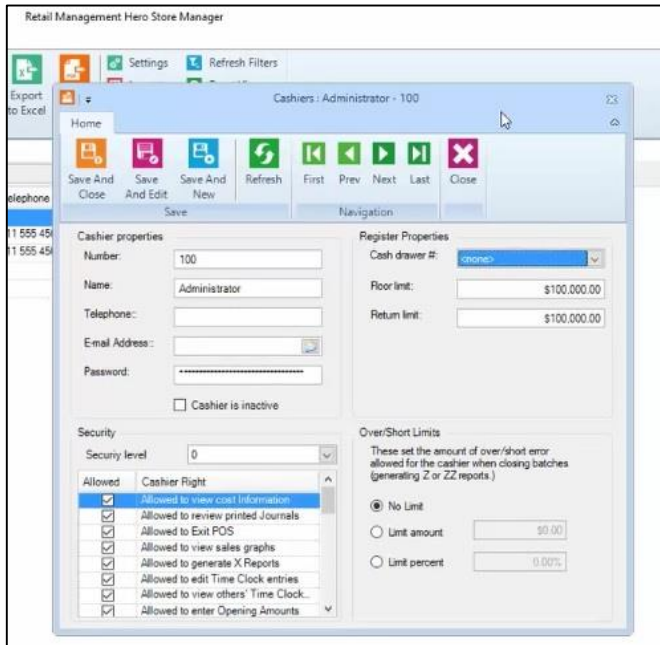 Retail Management Hero Store Manager
Export
to Excel
Settings
Refresh Filters
elephone
11 555 45
11 555 45
Cashiers : Administrator - 100
Home
Save And
Close
Save
And Edit
Save And
New
Refresh
First
Prev
Next
Last
Close
Save
Navigation
Cashier properties
Number:
100
Name:
Administrator
Telephone::
E-mail Address::
Password:
Cashier is inactive
Register Properties
Cash drawer #:
<none>
Floor limit:
$100,000.00
Return limit:
$100,000.00
Security
Securiy level
0
Allowed
Cashier Right
Allowed to view cost Information
Allowed to review printed Journals
Allowed to Exit POS
Allowed to view sales graphs
Allowed to generate X Reports
Allowed to edit Time Clock entries
Allowed to view others' Time Clock...
Allowed to enter Opening Amounts
Over/Short Limits
These set the amount of over/short error
allowed for the cashier when closing batches
(generating Z or ZZ reports.)
No Limit
Limit amount
$0.00
Limit percent
0.00%